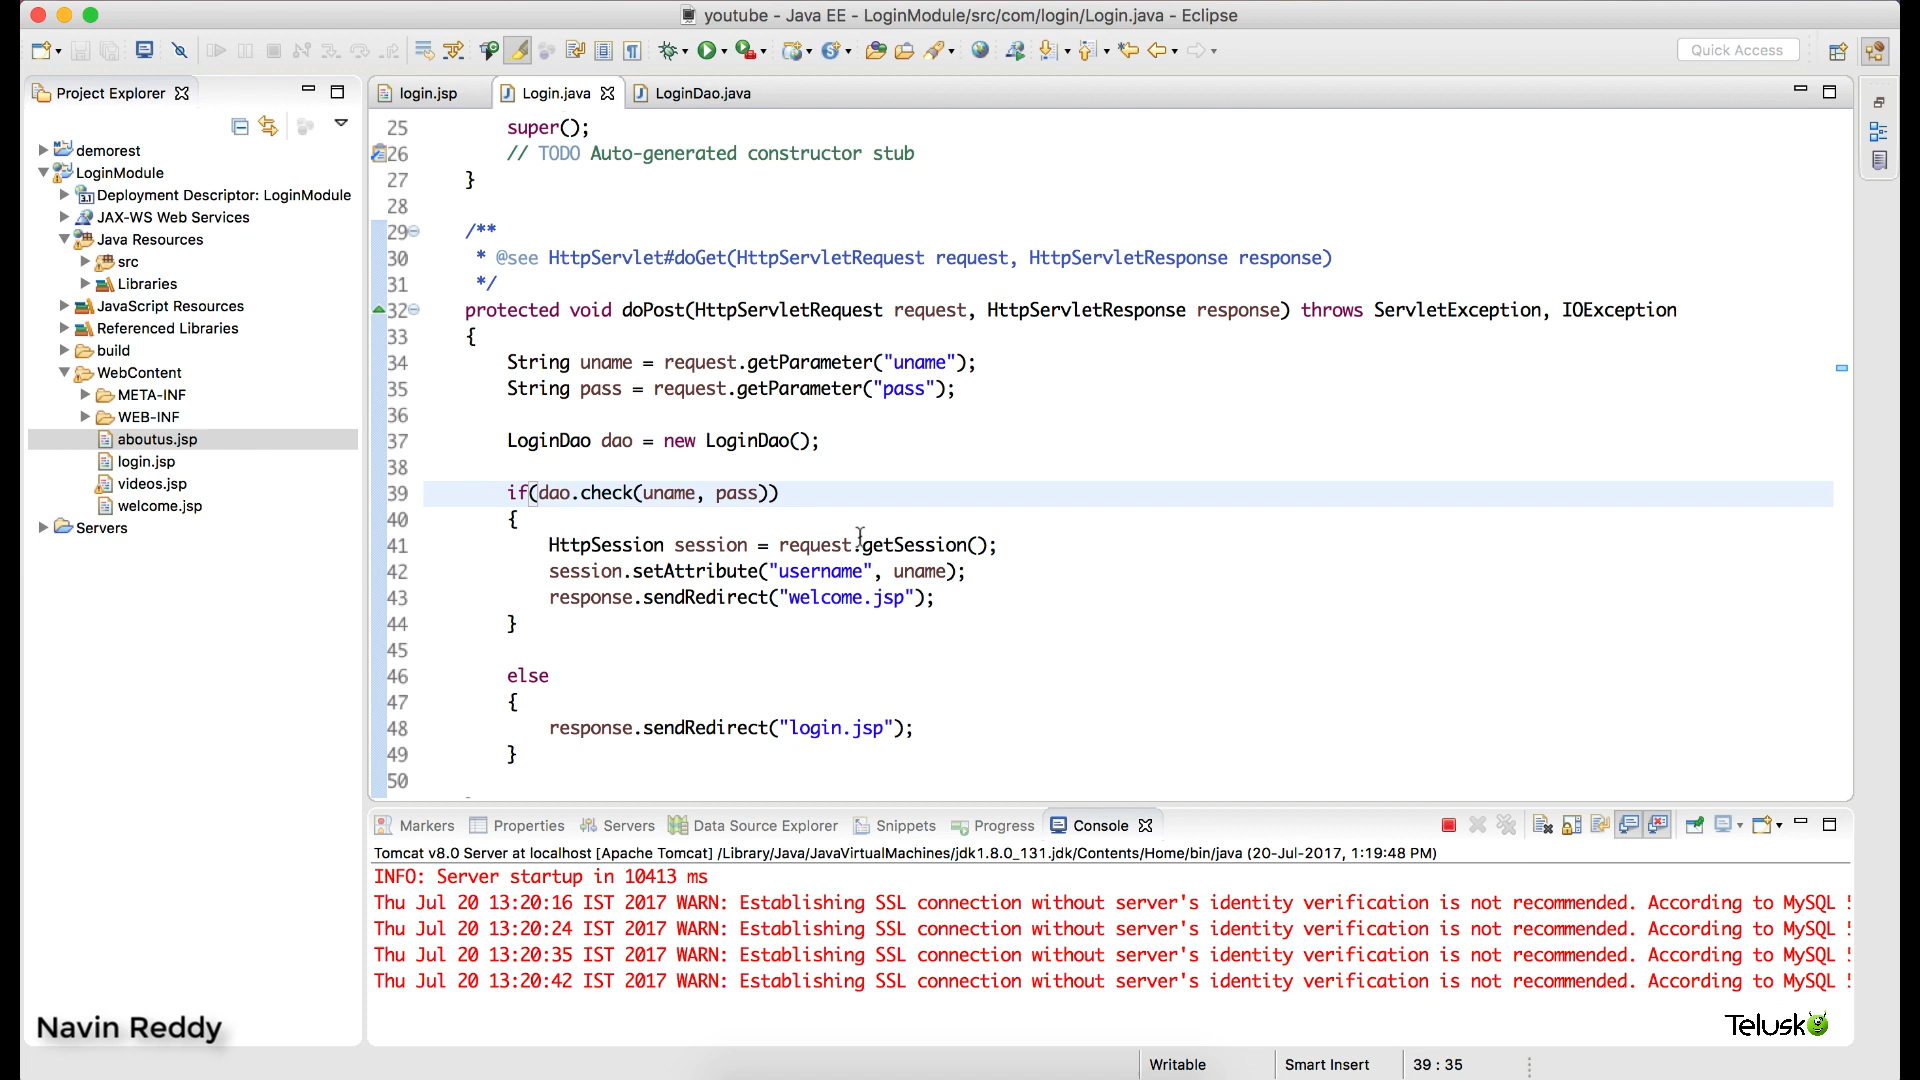 youtube - Java EE - LoginModule/src/com/login/Login.java - Eclipse
Quick Access
Project Explorer
demorest
LoginModule
Deployment Descriptor: LoginModule
JAX-WS Web Services
Java Resources
src
Libraries
JavaScript Resources
Referenced Libraries
build
WebContent
META-INF
WEB-INF
aboutus.jsp
login.jsp
videos.jsp
welcome.jsp
Servers
login.jsp Login.java LoginDao.java
25 super();
26 // TODO Auto-generated constructor stub
27 }
28
29 /**
30 * @see HttpServlet#doGet(HttpServletRequest request, HttpServletResponse response)
31 */
32 protected void doPost(HttpServletRequest request, HttpServletResponse response) throws ServletException, IOException
33 {
34 String uname = request.getParameter("uname");
35 String pass = request.getParameter("pass");
36
37 LoginDao dao = new LoginDao();
38
39 if(dao.check(uname, pass))
40 {
41 HttpSession session = request.getSession();
42 session.setAttribute("username", uname);
43 response.sendRedirect("welcome.jsp");
44 }
45
46 else
47 {
48 response.sendRedirect("login.jsp");
49 }
50
Markers Properties Servers Data Source Explorer Snippets Progress Console
Tomcat v8.0 Server at localhost [Apache Tomcat] /Library/Java/JavaVirtualMachines/jdk1.8.0_131.jdk/Contents/Home/bin/java (20-Jul-2017, 1:19:48 PM)
INFO: Server startup in 10413 ms
Thu Jul 20 13:20:16 IST 2017 WARN: Establishing SSL connection without server's identity verification is not recommended. According to MySQL
Thu Jul 20 13:20:24 IST 2017 WARN: Establishing SSL connection without server's identity verification is not recommended. According to MySQL
Thu Jul 20 13:20:35 IST 2017 WARN: Establishing SSL connection without server's identity verification is not recommended. According to MySQL
Thu Jul 20 13:20:42 IST 2017 WARN: Establishing SSL connection without server's identity verification is not recommended. According to MySQL
Navin Reddy
Telusko
Writable Smart Insert 39 : 35